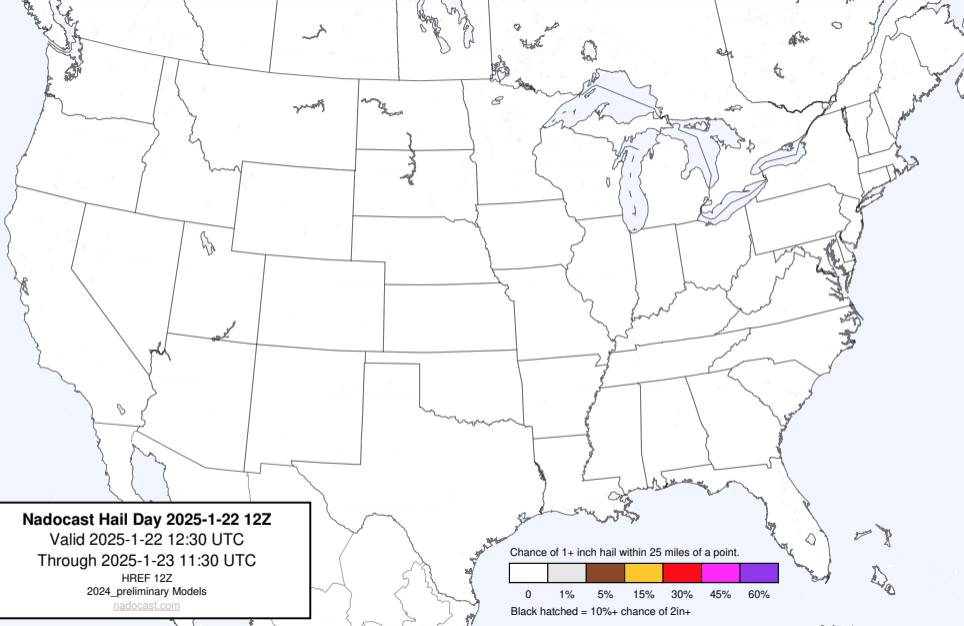 Nadocast Hail Day 2025-1-22 12Z
Valid 2025-1-22 12:30 UTC
Through 2025-1-23 11:30 UTC
HREF 12Z
2024_preliminary Models
nadocast.com
Chance of 1+ inch hail within 25 miles of a point.
0 1% 5% 15% 30% 45% 60%
Black hatched = 10%+ chance of 2in+